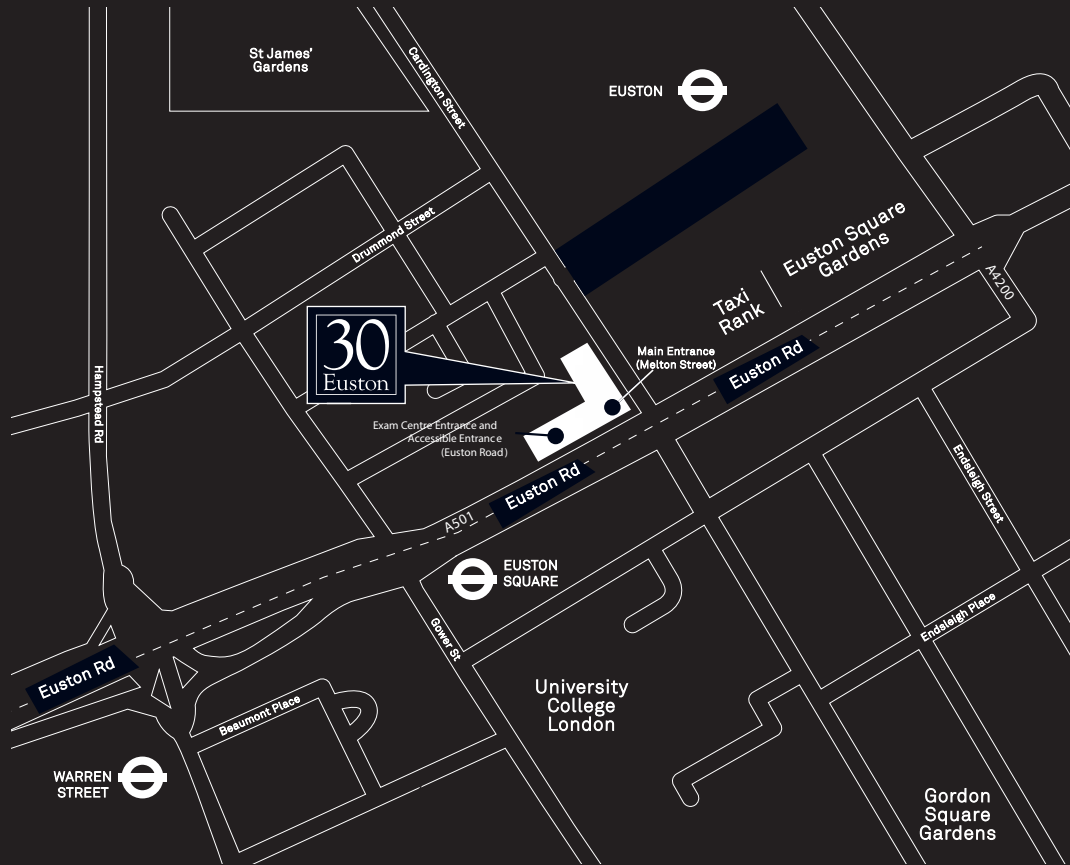 St James'
Gardens
Cardington Street
EUSTON
Drummond Street
Euston Square
Gardens
Taxi
Rank
A4200
30
Euston
Main Entrance
(Melton Street)
Euston Rd
Hampstead Rd
Exam Centre Entrance and
Accessible Entrance
(Euston Road)
Euston Rd
A501
Endsleigh Street
EUSTON
SQUARE
Gower St
Endsleigh Place
Euston Rd
University
College
London
Beaumont Place
WARREN
STREET
Gordon
Square
Gardens